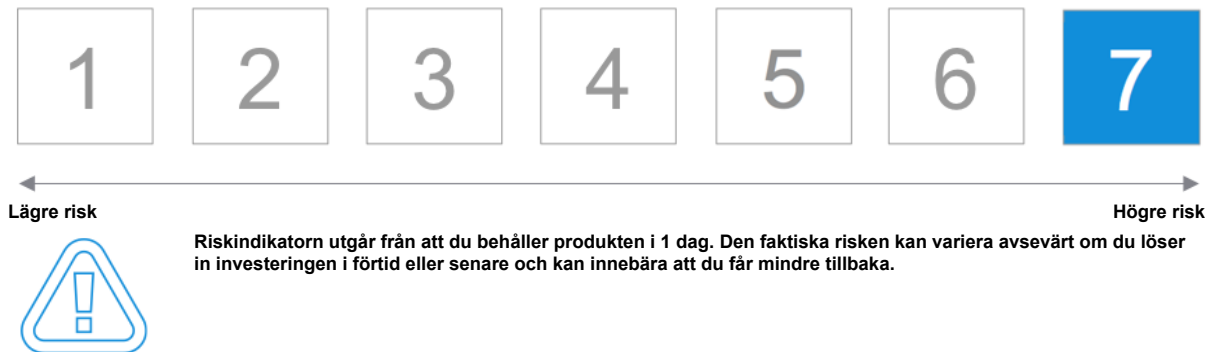 1 2 3 4 5 6 7
Lägre risk Högre risk
Riskindikatorn utgår från att du behåller produkten i 1 dag. Den faktiska risken kan variera avsevärt om du löser
in investeringen i förtid eller senare och kan innebära att du får mindre tillbaka.